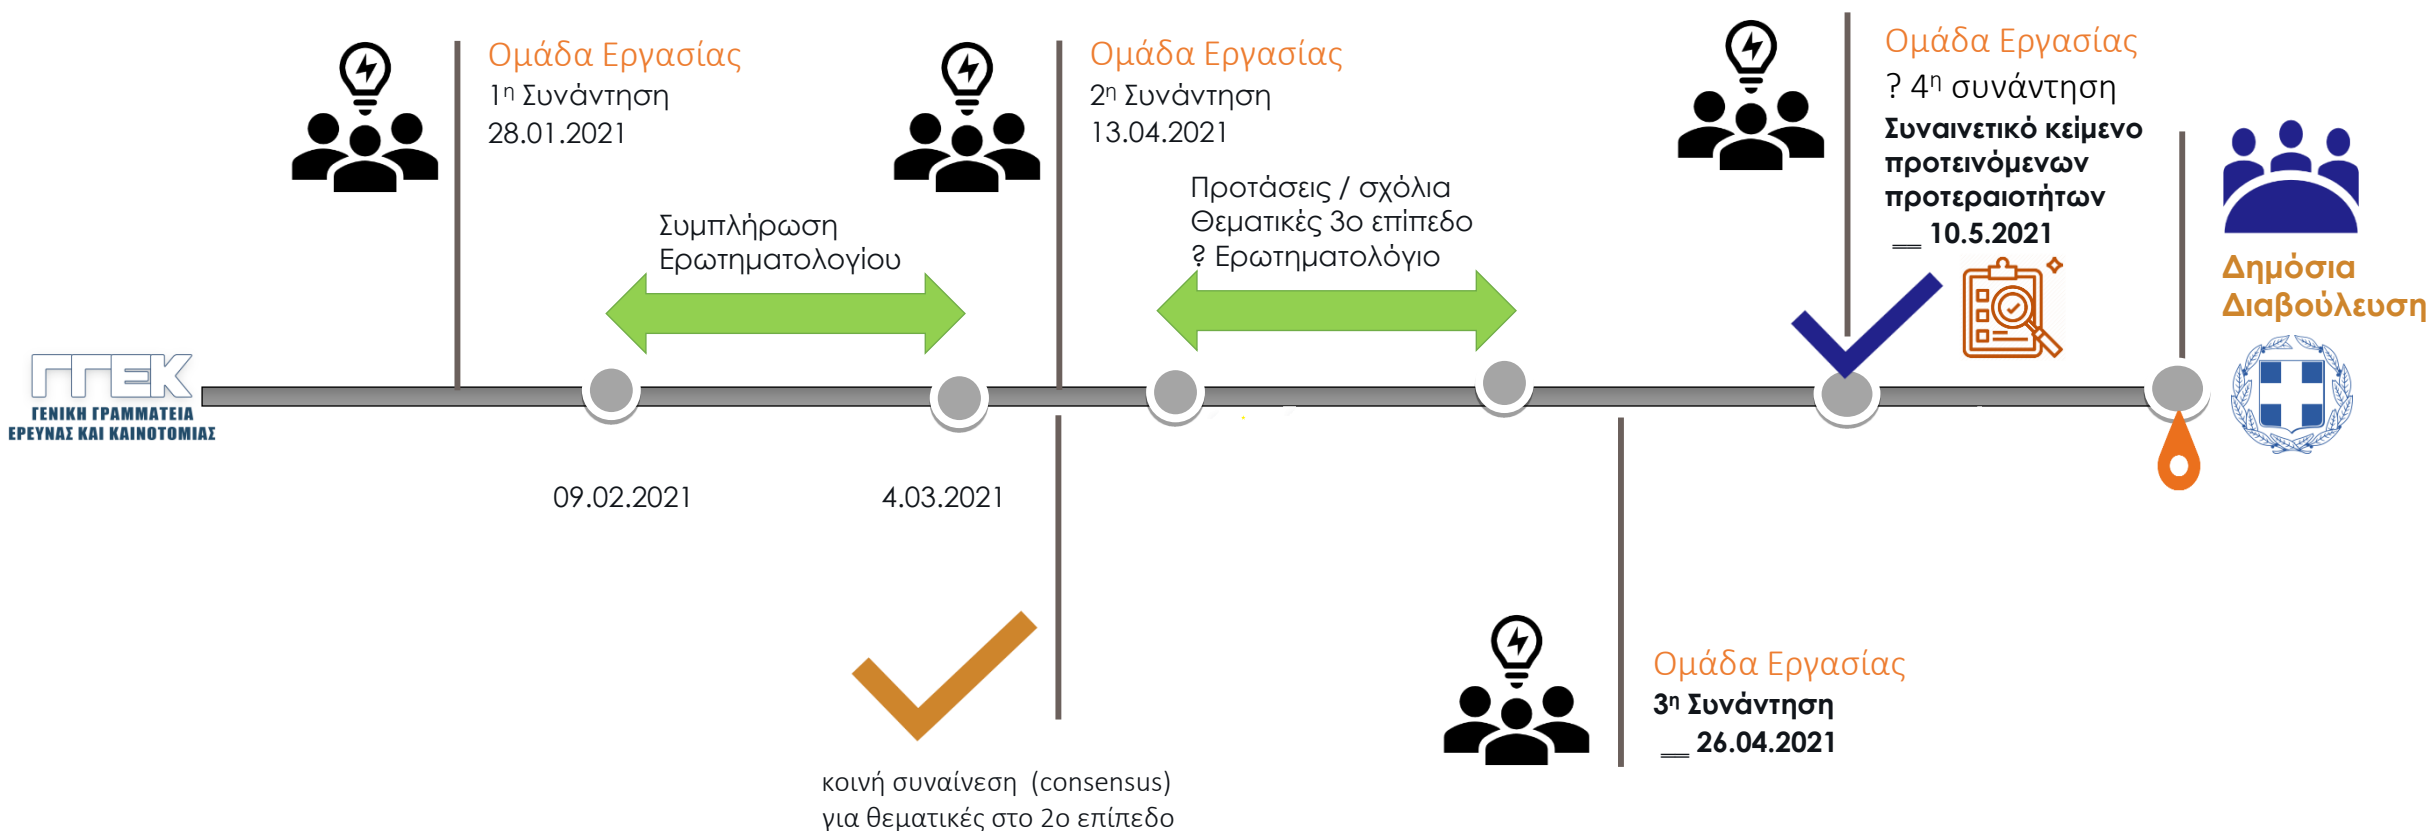 Ομάδα Εργασίας
1η Συνάντηση
28.01.2021
Συμπλήρωση
Ερωτηματολογίου
Ομάδα Εργασίας
2η Συνάντηση
13.04.2021
Προτάσεις / σχόλια
Θεματικές 3ο επίπεδο
? Ερωτηματολόγιο
Ομάδα Εργασίας
? 4η συνάντηση
Συναινετικό κείμενο
προτεινόμενων
προτεραιοτήτων
__ 10.5.2021
Δημόσια
Διαβούλευση
ΓΓΕΚ
ΓΕΝΙΚΗ ΓΡΑΜΜΑΤΕΙΑ
ΕΡΕΥΝΑΣ ΚΑΙ ΚΑΙΝΟΤΟΜΙΑΣ
09.02.2021
4.03.2021
κοινή συναίνεση (consensus)
για θεματικές στο 2ο επίπεδο
Ομάδα Εργασίας
3η Συνάντηση
__ 26.04.2021